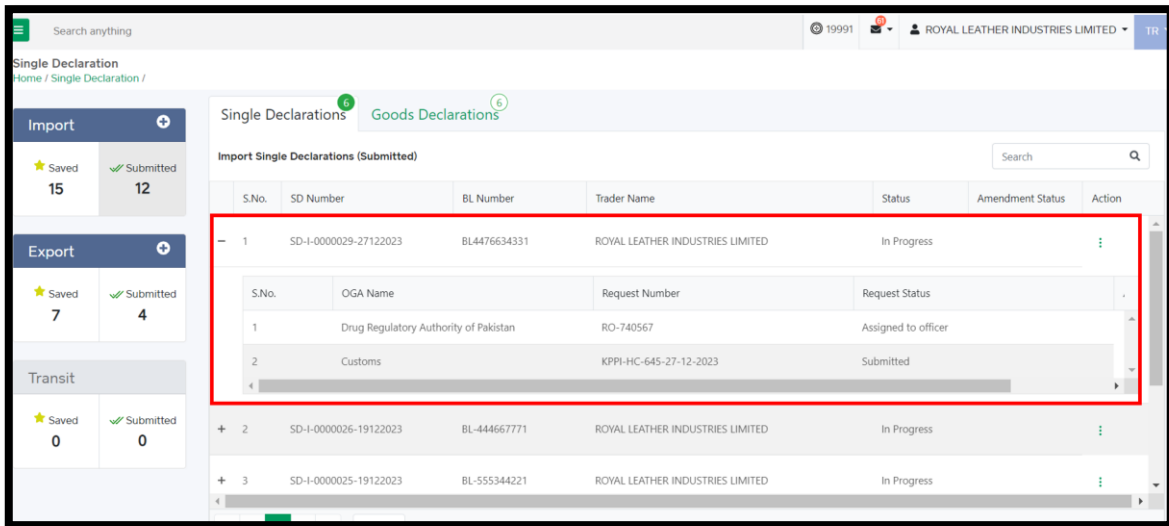 Search anything
19991
61
ROYAL LEATHER INDUSTRIES LIMITED
TR
Single Declaration
Home / Single Declaration /
Import
Saved
15
Submitted
12
Export
Saved
7
Submitted
4
Transit
Saved
0
Submitted
0
Single Declarations 6
Goods Declarations 6
Import Single Declarations (Submitted)
Search
S.No. SD Number BL Number Trader Name Status Amendment Status Action
1 SD-I-0000029-27122023 BL4476634331 ROYAL LEATHER INDUSTRIES LIMITED In Progress
S.No. OGA Name Request Number Request Status
1 Drug Regulatory Authority of Pakistan RO-740567 Assigned to officer
2 Customs KPPI-HC-645-27-12-2023 Submitted
2 SD-I-0000026-19122023 BL-444667771 ROYAL LEATHER INDUSTRIES LIMITED In Progress
3 SD-I-0000025-19122023 BL-555344221 ROYAL LEATHER INDUSTRIES LIMITED In Progress